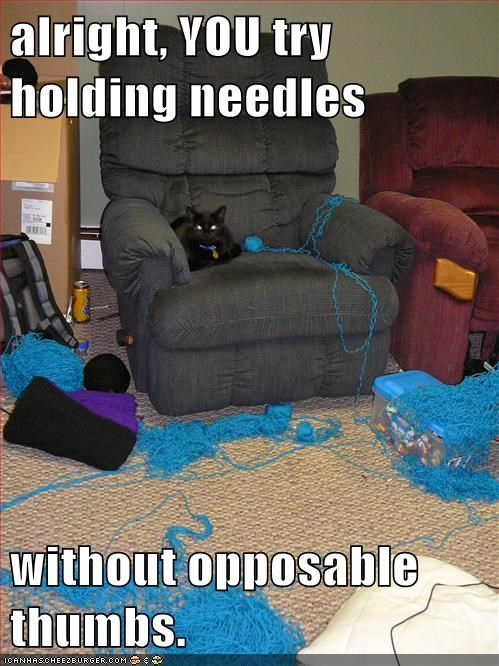 alright, YOU try
holding needles
without opposable
thumbs.
ICANHASCHEEZBURGER.COM